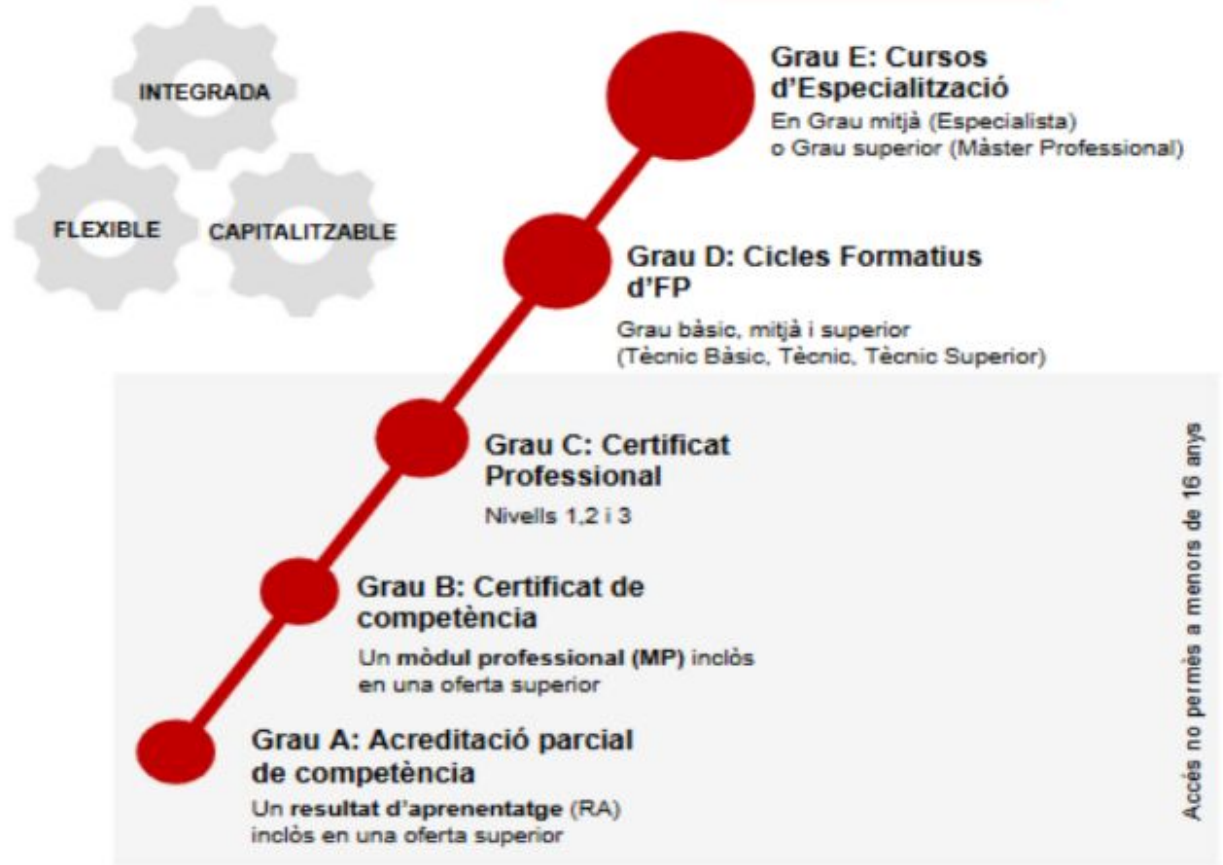 INTEGRADA
FLEXIBLE
CAPITALITZABLE
Grau E: Cursos
d'Especialització
En Grau mitjà (Especialista)
o Grau superior (Màster Professional)
Grau D: Cicles Formatius
d'FP
Grau bàsic, mitjà i superior
(Tècnic Bàsic, Tècnic, Tècnic Superior)
Grau C: Certificat
Professional
Nivells 1,2 i 3
Grau B: Certificat de
competència
Un mòdul professional (MP) inclòs
en una oferta superior
Grau A: Acreditació parcial
de competència
Un resultat d'aprenentatge (RA)
inclòs en una oferta superior
Accés no permès a menors de 16 anys